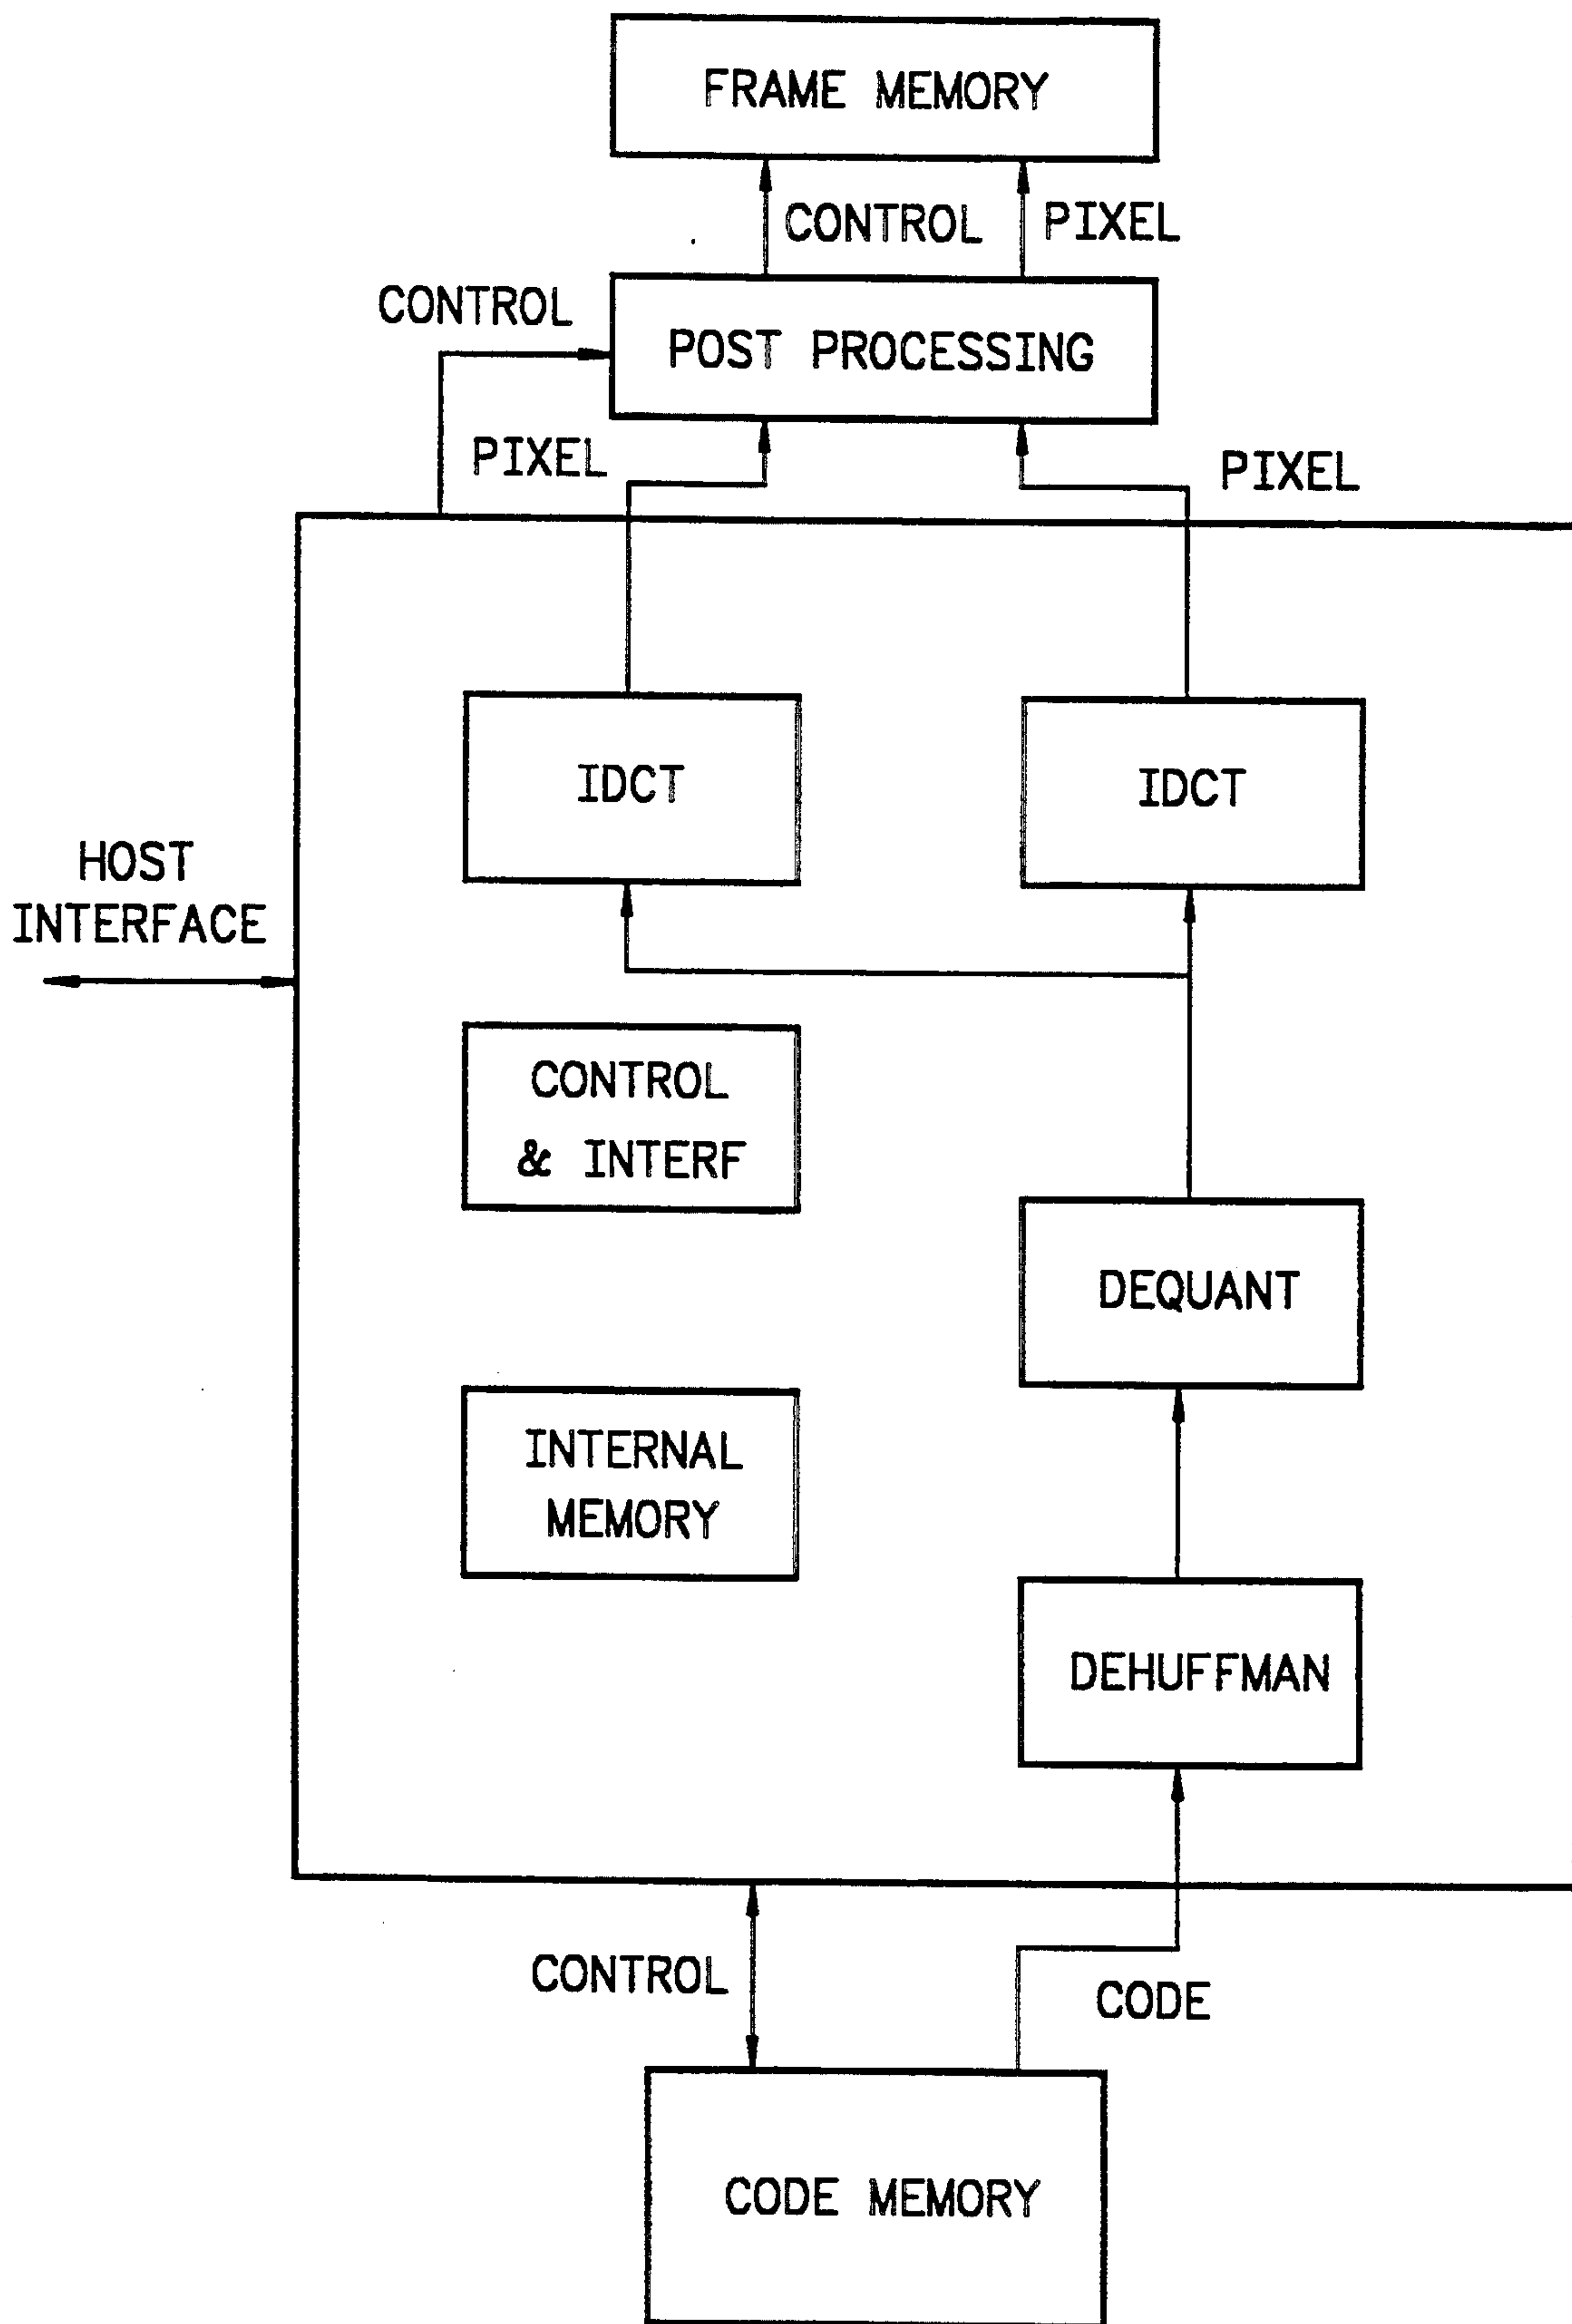 FRAME MEMORY
CONTROL
PIXEL
CONTROL
POST PROCESSING
PIXEL
PIXEL
IDCT
IDCT
HOST
INTERFACE
CONTROL
& INTERF
DEQUANT
INTERNAL
MEMORY
DEHUFFMAN
CONTROL
CODE
CODE MEMORY